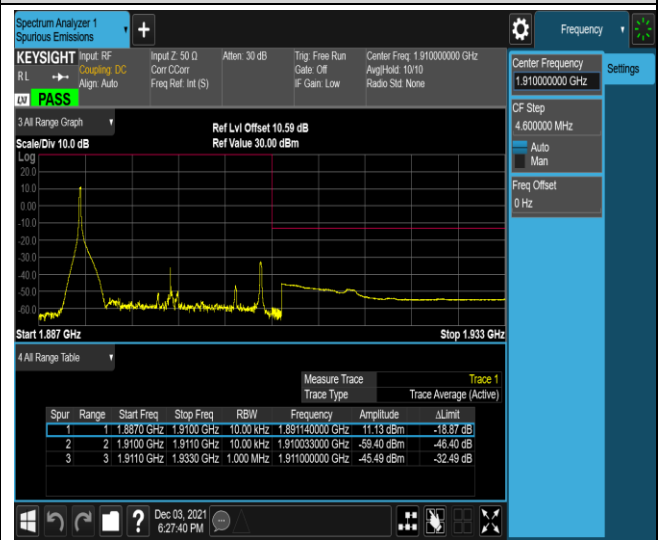 Spectrum Analyzer 1
Spurious Emissions
+
Frequency
KEYSIGHT
Input: RF
Input Z: 50 Ω
Atten: 30 dB
Trig: Free Run
Center Freq: 1.910000000 GHz
RL
Coupling: DC
Corr CCorr
Gate: Off
Avg|Hold: 10/10
Align: Auto
Freq Ref: Int (S)
IF Gain: Low
Radio Std: None
LXI
PASS
Center Frequency
1.910000000 GHz
Settings
CF Step
4.600000 MHz
Auto
Man
Freq Offset
0 Hz
3 All Range Graph
Ref Lvl Offset 10.59 dB
Scale/Div 10.0 dB
Ref Value 30.00 dBm
Log
20.0
10.0
0.00
-10.0
-20.0
-30.0
-40.0
-50.0
-60.0
Start 1.887 GHz
Stop 1.933 GHz
4 All Range Table
Measure Trace Trace 1
Trace Type Trace Average (Active)
Spur Range Start Freq Stop Freq RBW Frequency Amplitude ΔLimit
1 1 1.8870 GHz 1.9100 GHz 10.00 kHz 1.891140000 GHz 11.13 dBm -18.87 dB
2 2 1.9100 GHz 1.9110 GHz 10.00 kHz 1.910033000 GHz -59.40 dBm -46.40 dB
3 3 1.9110 GHz 1.9330 GHz 1.000 MHz 1.911000000 GHz -45.49 dBm -32.49 dB
?
Dec 03, 2021
6:27:40 PM